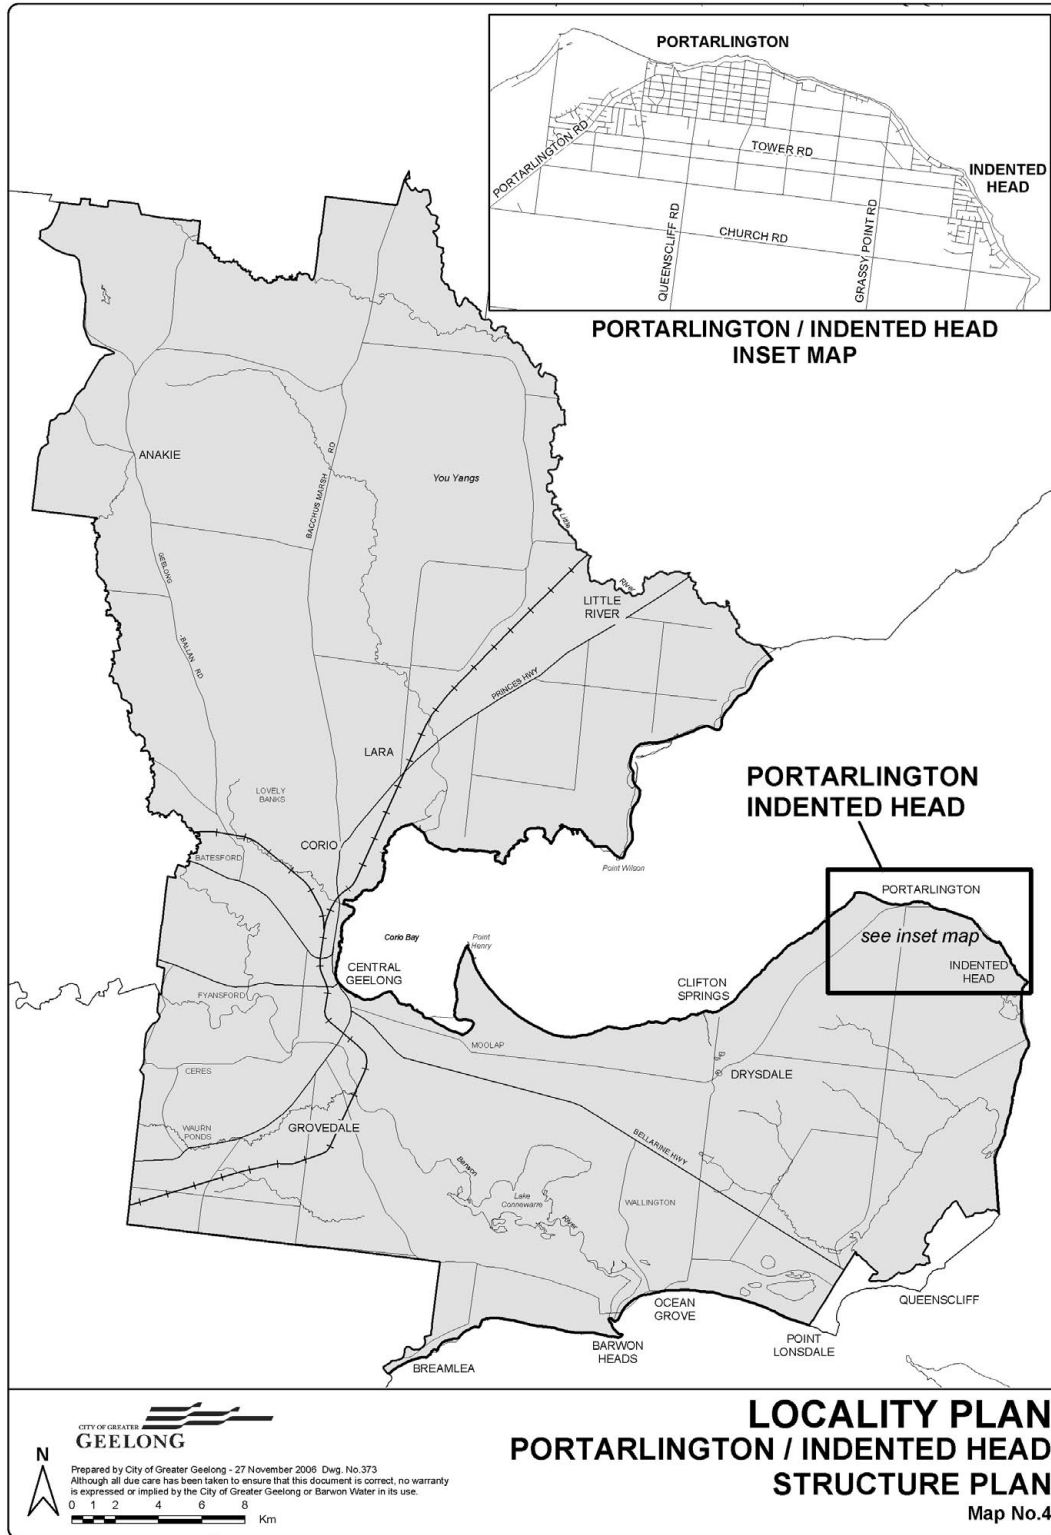 PORTARLINGTON
PORTARLINGTON RD
TOWER RD
INDENTED
HEAD
QUEENSCLIFF RD
CHURCH RD
GRASSY POINT RD
PORTARLINGTON / INDENTED HEAD
INSET MAP
ANAKIE
BACCHUS MARSH RD
You Yangs
Little
River
GEELONG
-BALLAN RD
LITTLE
RIVER
PRINCES HWY
LARA
LOVELY
BANKS
CORIO
BATESFORD
PORTARLINGTON
INDENTED HEAD
Point Wilson
PORTARLINGTON
see inset map
INDENTED
HEAD
Corio Bay
Point
Henry
CENTRAL
GEELONG
CLIFTON
SPRINGS
FYANSFORD
MOOLAP
DRYSDALE
CERES
WAURN
PONDS
GROVEDALE
BELLARINE HWY
Barwon
River
Lake
Connewarre
WALLINGTON
OCEAN
GROVE
QUEENSCLIFF
BARWON
HEADS
POINT
LONSDALE
BREAMLEA
CITY OF GREATER
GEELONG
N
Prepared by City of Greater Geelong - 27 November 2006 Dwg. No.373
Although all due care has been taken to ensure that this document is correct, no warranty
is expressed or implied by the City of Greater Geelong or Barwon Water in its use.
0 1 2 4 6 8
Km
LOCALITY PLAN
PORTARLINGTON / INDENTED HEAD
STRUCTURE PLAN
Map No.4